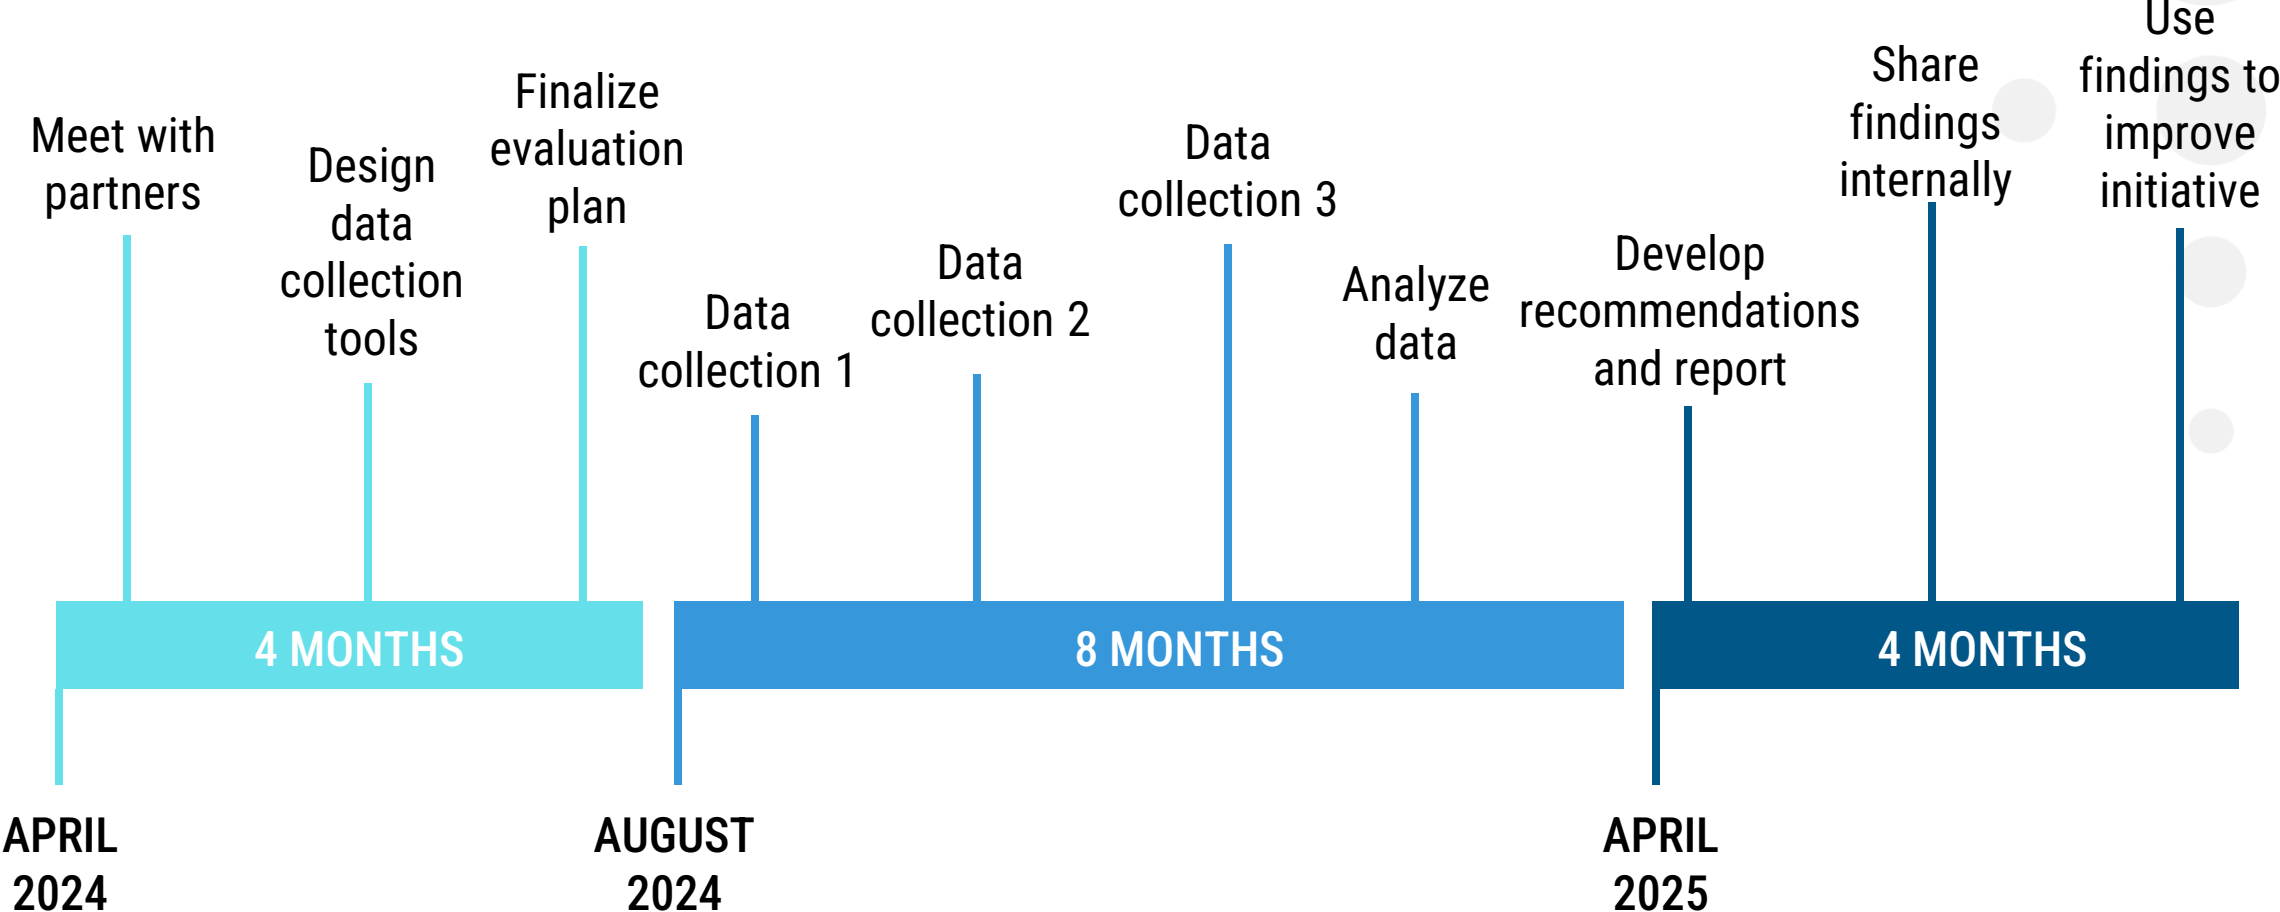 Meet with
partners
Design
data
collection
tools
Finalize
evaluation
plan
Data
collection 1
Data
collection 2
Data
collection 3
Analyze
data
Develop
recommendations
and report
Share
findings
internally
Use
findings to
improve
initiative
4 MONTHS
8 MONTHS
4 MONTHS
APRIL
2024
AUGUST
2024
APRIL
2025